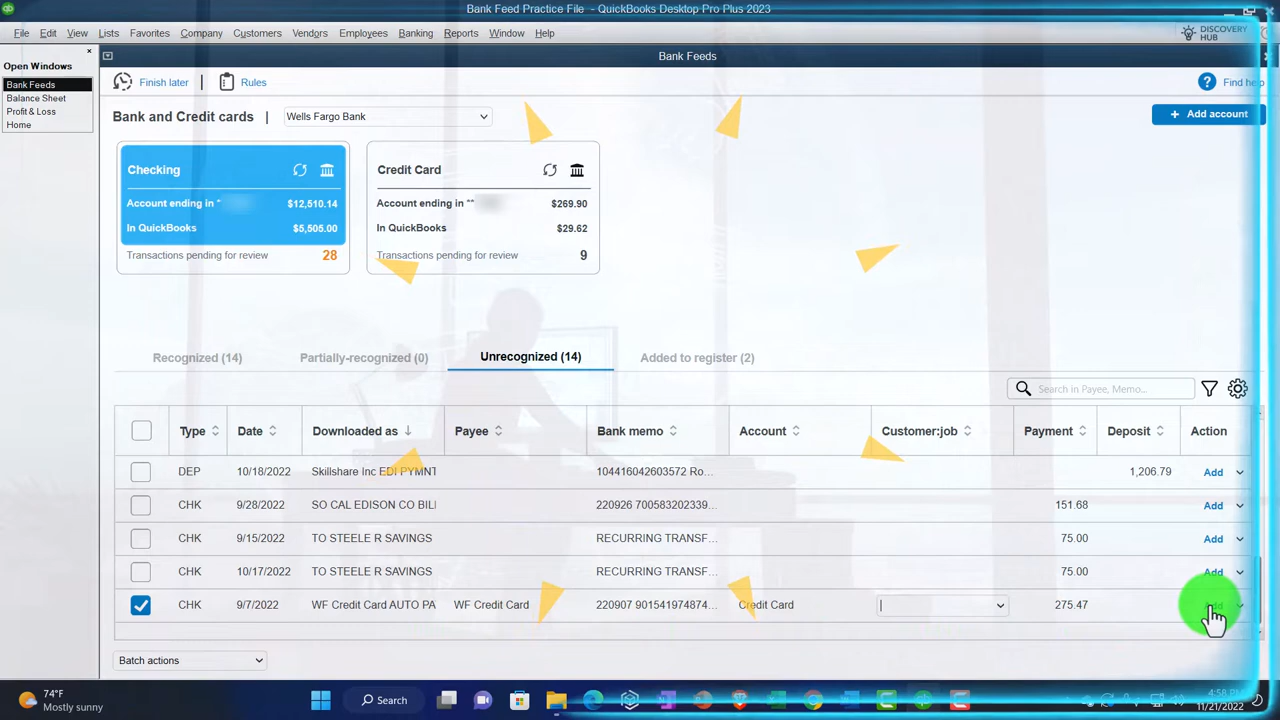 Bank Feed Practice File - QuickBooks Desktop Pro Plus 2023
File Edit View Lists Favorites Company Customers Vendors Employees Banking Reports Window Help
DISCOVERY HUB
Open Windows
Bank Feeds
Balance Sheet
Profit & Loss
Home
Bank Feeds
Finish later | Rules
? Find help
Bank and Credit cards | Wells Fargo Bank
+ Add account
Checking
Account ending in * $12,510.14
In QuickBooks $5,505.00
Transactions pending for review 28
Credit Card
Account ending in ** $269.90
In QuickBooks $29.62
Transactions pending for review 9
Recognized (14) Partially-recognized (0) Unrecognized (14) Added to register (2)
Search in Payee, Memo...
Type Date Downloaded as Payee Bank memo Account Customer:job Payment Deposit Action
DEP 10/18/2022 Skillshare Inc EDI PYMNT 104416042603572 Ro... 1,206.79 Add
CHK 9/28/2022 SO CAL EDISON CO BIL 220926 700583202339... 151.68 Add
CHK 9/15/2022 TO STEELE R SAVINGS RECURRING TRANSF... 75.00 Add
CHK 10/17/2022 TO STEELE R SAVINGS RECURRING TRANSF... 75.00 Add
CHK 9/7/2022 WF Credit Card AUTO PA WF Credit Card 220907 901541974874... Credit Card 275.47 Add
Batch actions
74°F
Mostly sunny
Search
4:58 PM
11/21/2022